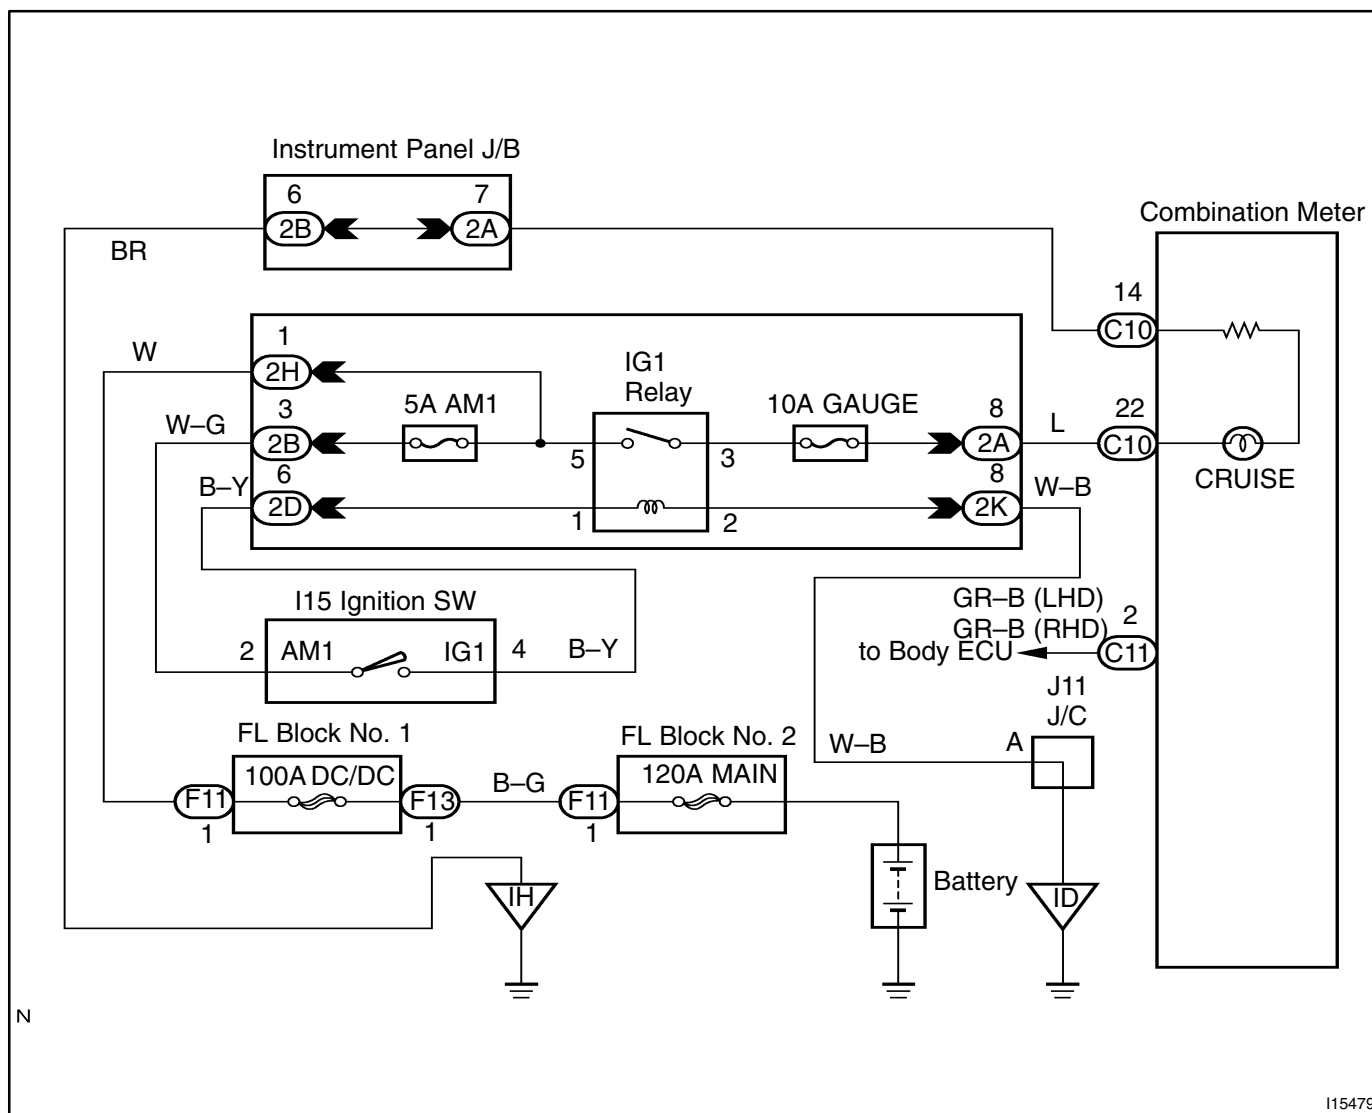 Instrument Panel J/B
6 7
2B 2A
BR
Combination Meter
14
C10
1
W
2H
IG1
Relay
5A AM1
10A GAUGE
3
8
22
W–G
2B
5
3
2A
L
C10
CRUISE
6
8
B–Y
2D
1
2
2K
W–B
I15 Ignition SW
2 AM1 IG1 4 B–Y
GR–B (LHD)
GR–B (RHD)
2
to Body ECU
C11
J11
J/C
FL Block No. 1
FL Block No. 2
W–B
A
100A DC/DC
120A MAIN
F11
F13
B–G
F11
1
1
1
IH
Battery
ID
N
I15479